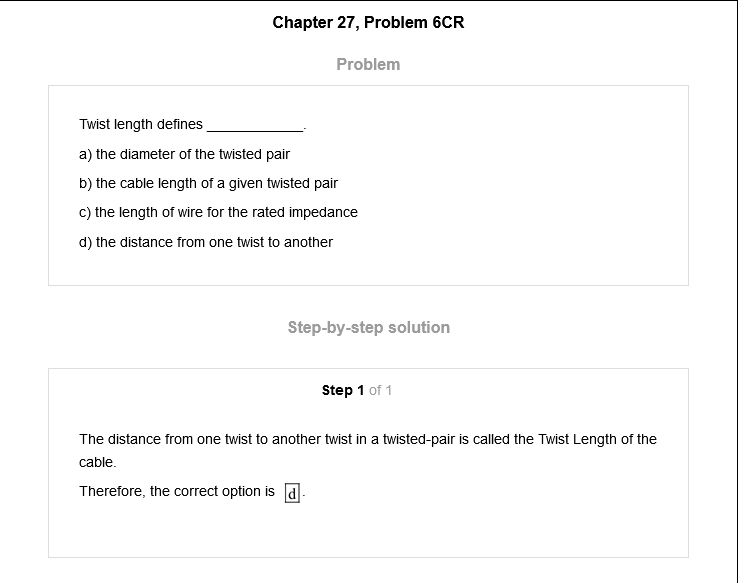 Chapter 27, Problem 6CR
Problem
Twist length defines ____________.
a) the diameter of the twisted pair
b) the cable length of a given twisted pair
c) the length of wire for the rated impedance
d) the distance from one twist to another
Step-by-step solution
Step 1 of 1
The distance from one twist to another twist in a twisted-pair is called the Twist Length of the
cable.
Therefore, the correct option is d.